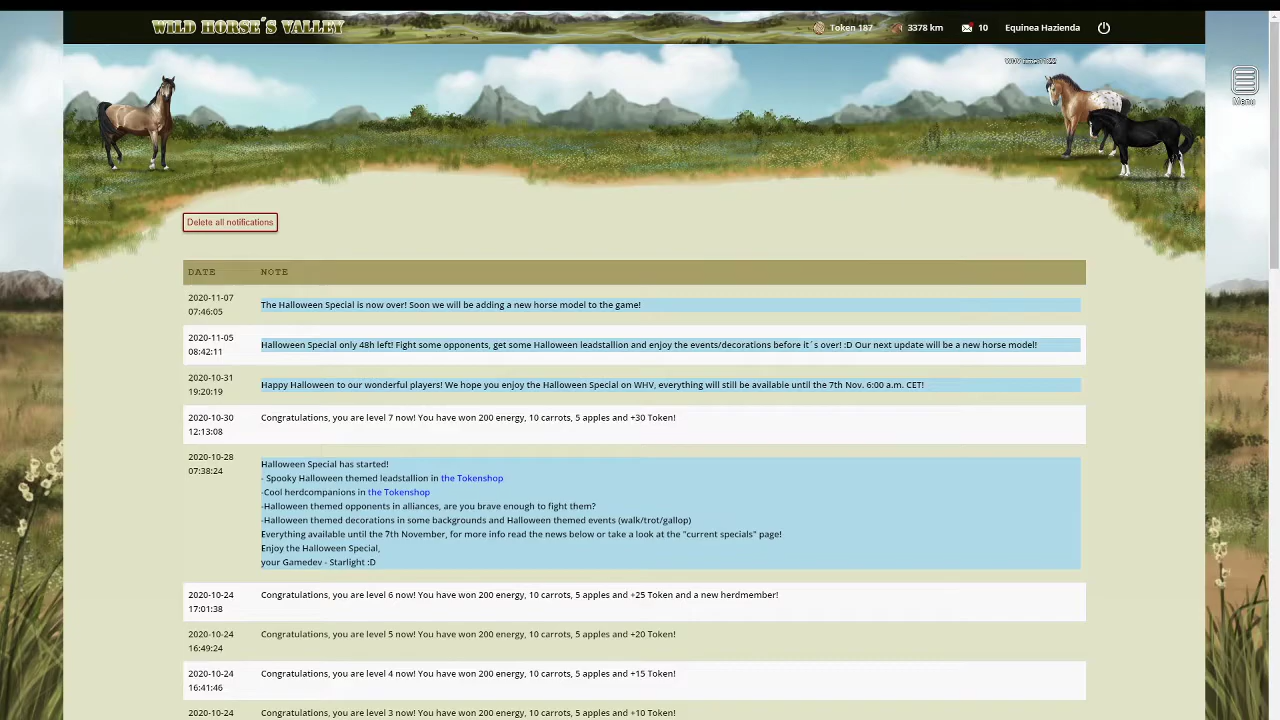 WILD HORSE´S VALLEY
Token 187 3378 km 10 Equinea Hazienda
Menu
Delete all notifications
DATE NOTE
2020-11-07
07:46:05
The Halloween Special is now over! Soon we will be adding a new horse model to the game!
2020-11-05
08:42:11
Halloween Special only 48h left! Fight some opponents, get some Halloween leadstallion and enjoy the events/decorations before it´s over! :D Our next update will be a new horse model!
2020-10-31
19:20:19
Happy Halloween to our wonderful players! We hope you enjoy the Halloween Special on WHV, everything will still be available until the 7th Nov. 6:00 a.m. CET!
2020-10-30
12:13:08
Congratulations, you are level 7 now! You have won 200 energy, 10 carrots, 5 apples and +30 Token!
2020-10-28
07:38:24
Halloween Special has started!
- Spooky Halloween themed leadstallion in the Tokenshop
-Cool herdcompanions in the Tokenshop
-Halloween themed opponents in alliances, are you brave enough to fight them?
-Halloween themed decorations in some backgrounds and Halloween themed events (walk/trot/gallop)
Everything available until the 7th November, for more info read the news below or take a look at the "current specials" page!
Enjoy the Halloween Special,
your Gamedev - Starlight :D
2020-10-24
17:01:38
Congratulations, you are level 6 now! You have won 200 energy, 10 carrots, 5 apples and +25 Token and a new herdmember!
2020-10-24
16:49:24
Congratulations, you are level 5 now! You have won 200 energy, 10 carrots, 5 apples and +20 Token!
2020-10-24
16:41:46
Congratulations, you are level 4 now! You have won 200 energy, 10 carrots, 5 apples and +15 Token!
2020-10-24
Congratulations, you are level 3 now! You have won 200 energy, 10 carrots, 5 apples and +10 Token!